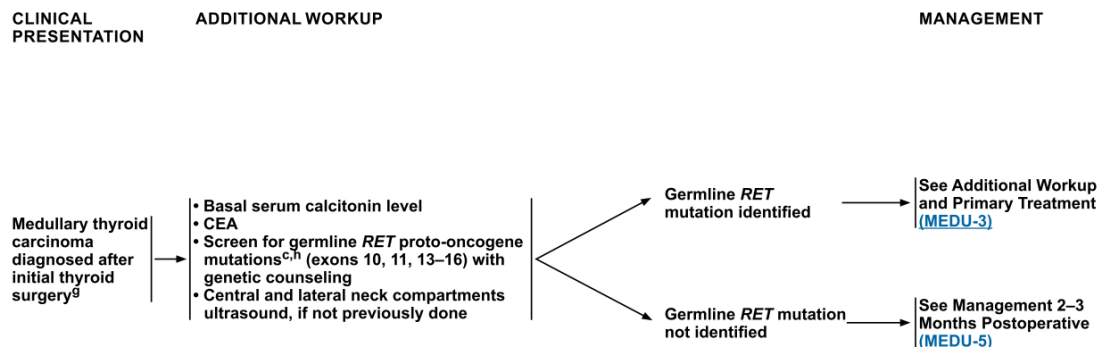 CLINICAL
PRESENTATION
ADDITIONAL WORKUP
MANAGEMENT
Medullary thyroid
carcinoma
diagnosed after
initial thyroid
surgeryg
• Basal serum calcitonin level
• CEA
• Screen for germline RET proto-oncogene
mutationsc,h (exons 10, 11, 13–16) with
genetic counseling
• Central and lateral neck compartments
ultrasound, if not previously done
Germline RET
mutation identified
See Additional Workup
and Primary Treatment
(MEDU-3)
Germline RET mutation
not identified
See Management 2–3
Months Postoperative
(MEDU-5)